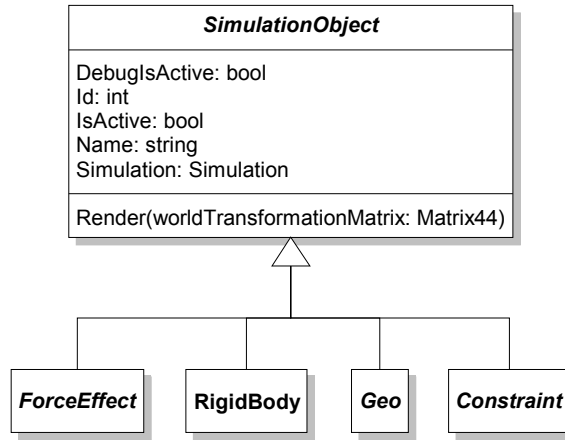 SimulationObject
DebugIsActive: bool
Id: int
IsActive: bool
Name: string
Simulation: Simulation
Render(worldTransformationMatrix: Matrix44)
ForceEffect RigidBody Geo Constraint